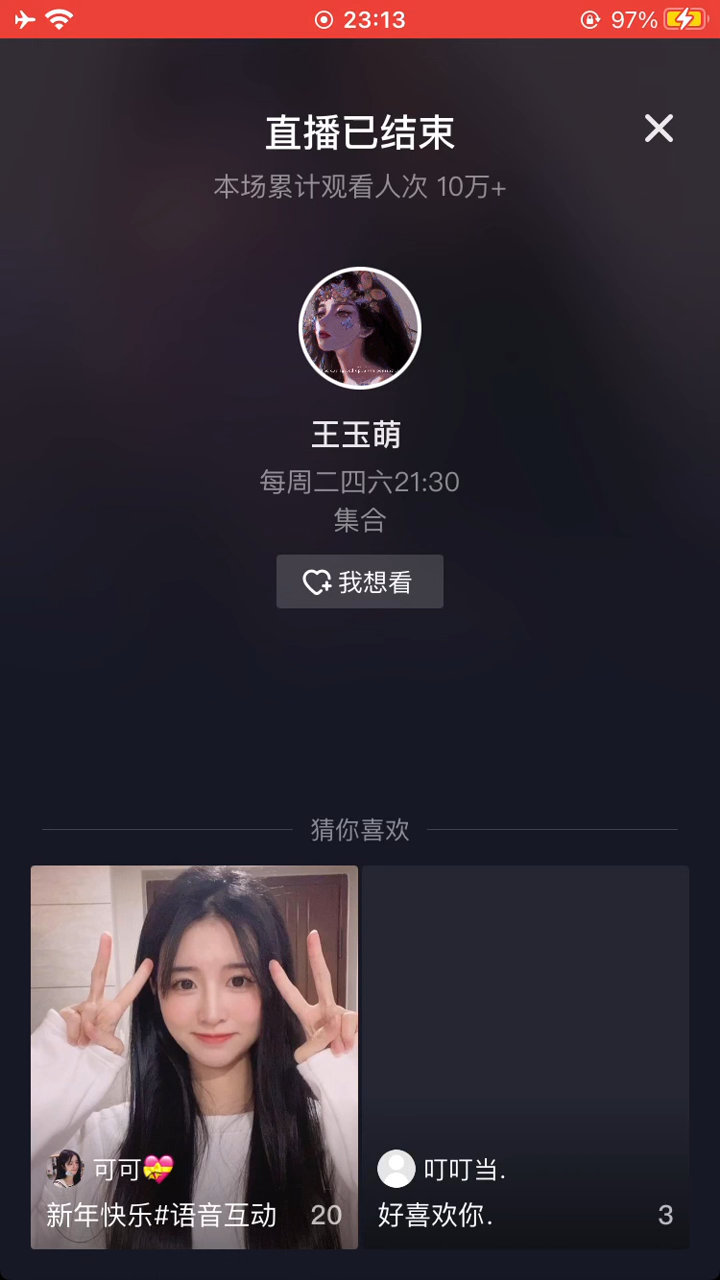 23:13
97%
直播已结束
本场累计观看人次 10万+
王玉萌
每周二四六21:30
集合
我想看
猜你喜欢
可可💝
叮叮当.
新年快乐#语音互动 20
好喜欢你. 3